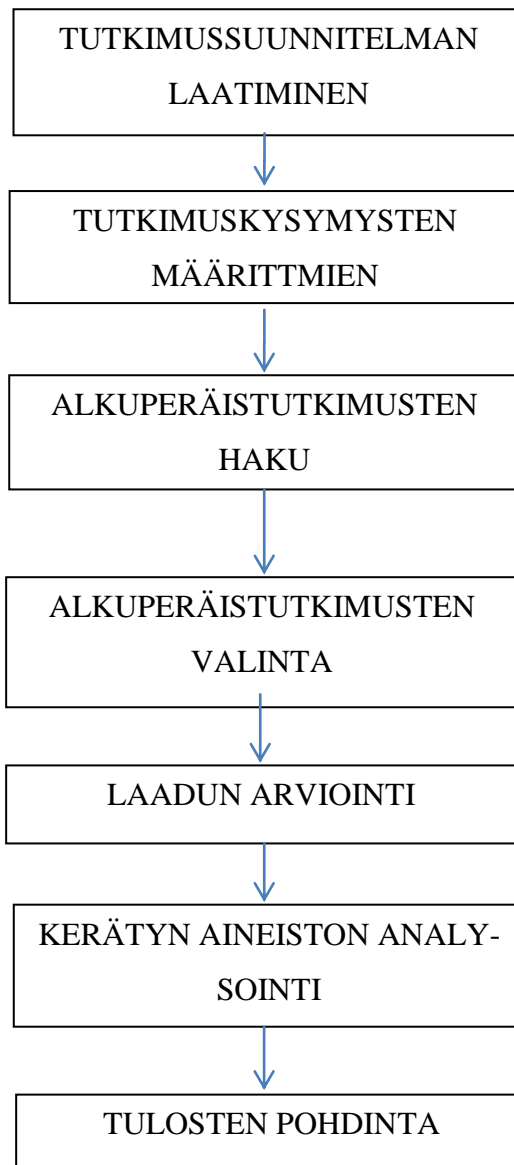 TUTKIMUSSUUNNITELMAN
LAATIMINEN
TUTKIMUSKYSYMYSTEN
MÄÄRITTMIEN
ALKUPERÄISTUTKIMUSTEN
HAKU
ALKUPERÄISTUTKIMUSTEN
VALINTA
LAADUN ARVIOINTI
KERÄTYN AINEISTON ANALY-
SOINTI
TULOSTEN POHDINTA